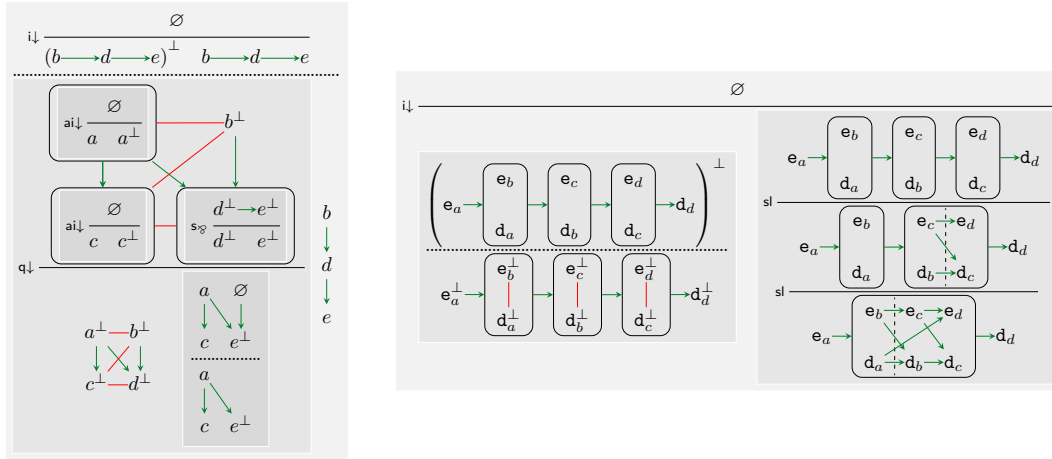 ∅
i↓
(b d e)⊥ b d e
∅
ai↓
a a⊥
b⊥
∅
ai↓
c c⊥
d⊥ e⊥
s⅋
d⊥ e⊥
q↓
b
d
e
a⊥ b⊥
c⊥ d⊥
a ∅
c e⊥
a
c e⊥
∅
i↓
e_b e_c e_d
e_a d_d
d_a d_b d_c
⊥
e_b⊥ e_c⊥ e_d⊥
e_a⊥ d_d⊥
d_a⊥ d_b⊥ d_c⊥
e_b e_c e_d
e_a d_d
d_a d_b d_c
sl
e_b e_c e_d
e_a d_d
d_a d_b d_c
sl
e_b e_c e_d
e_a d_d
d_a d_b d_c